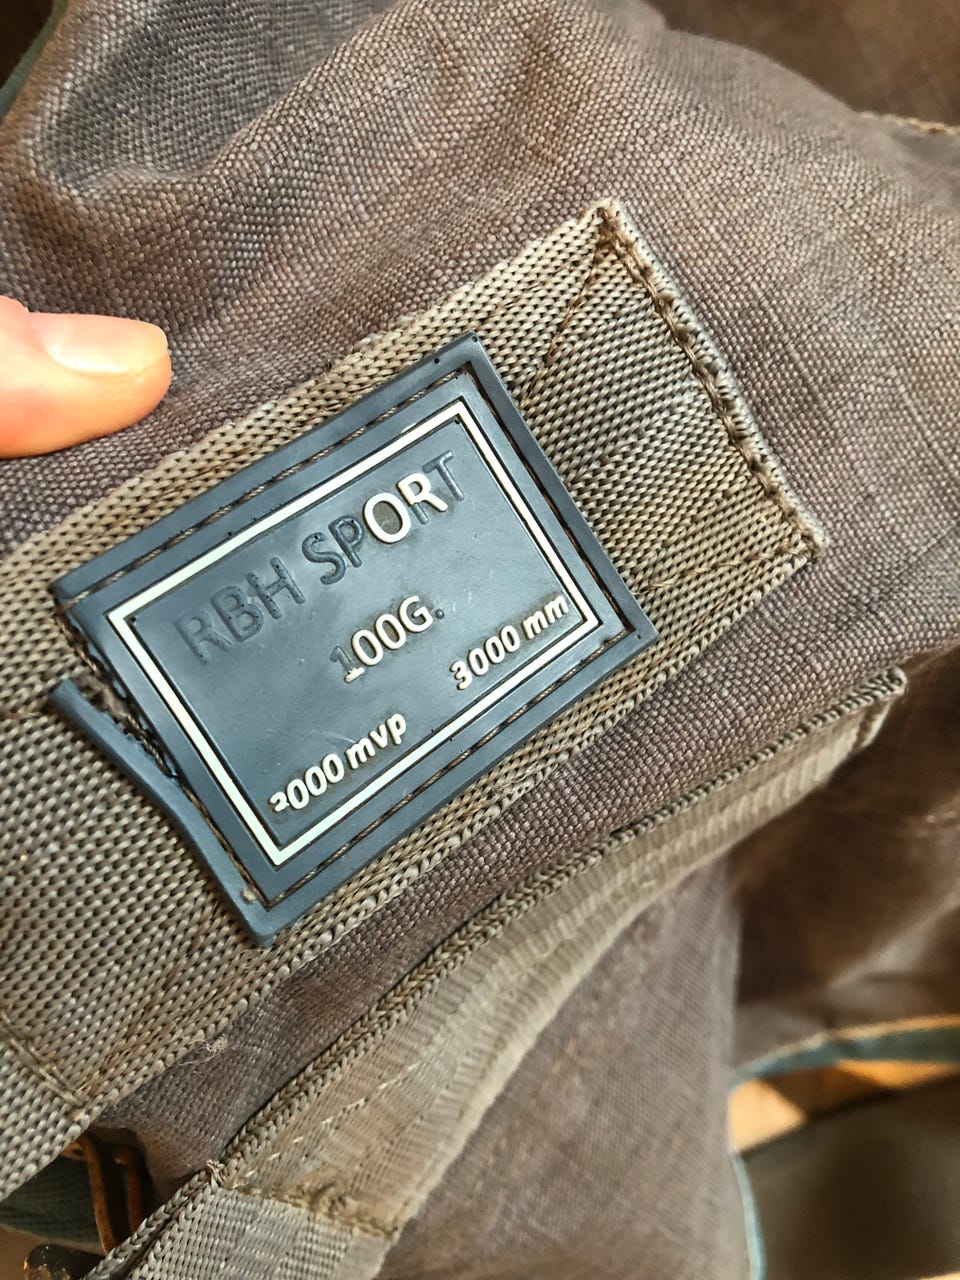 RBH SPORT
100G.
3000 mm
2000 mvp